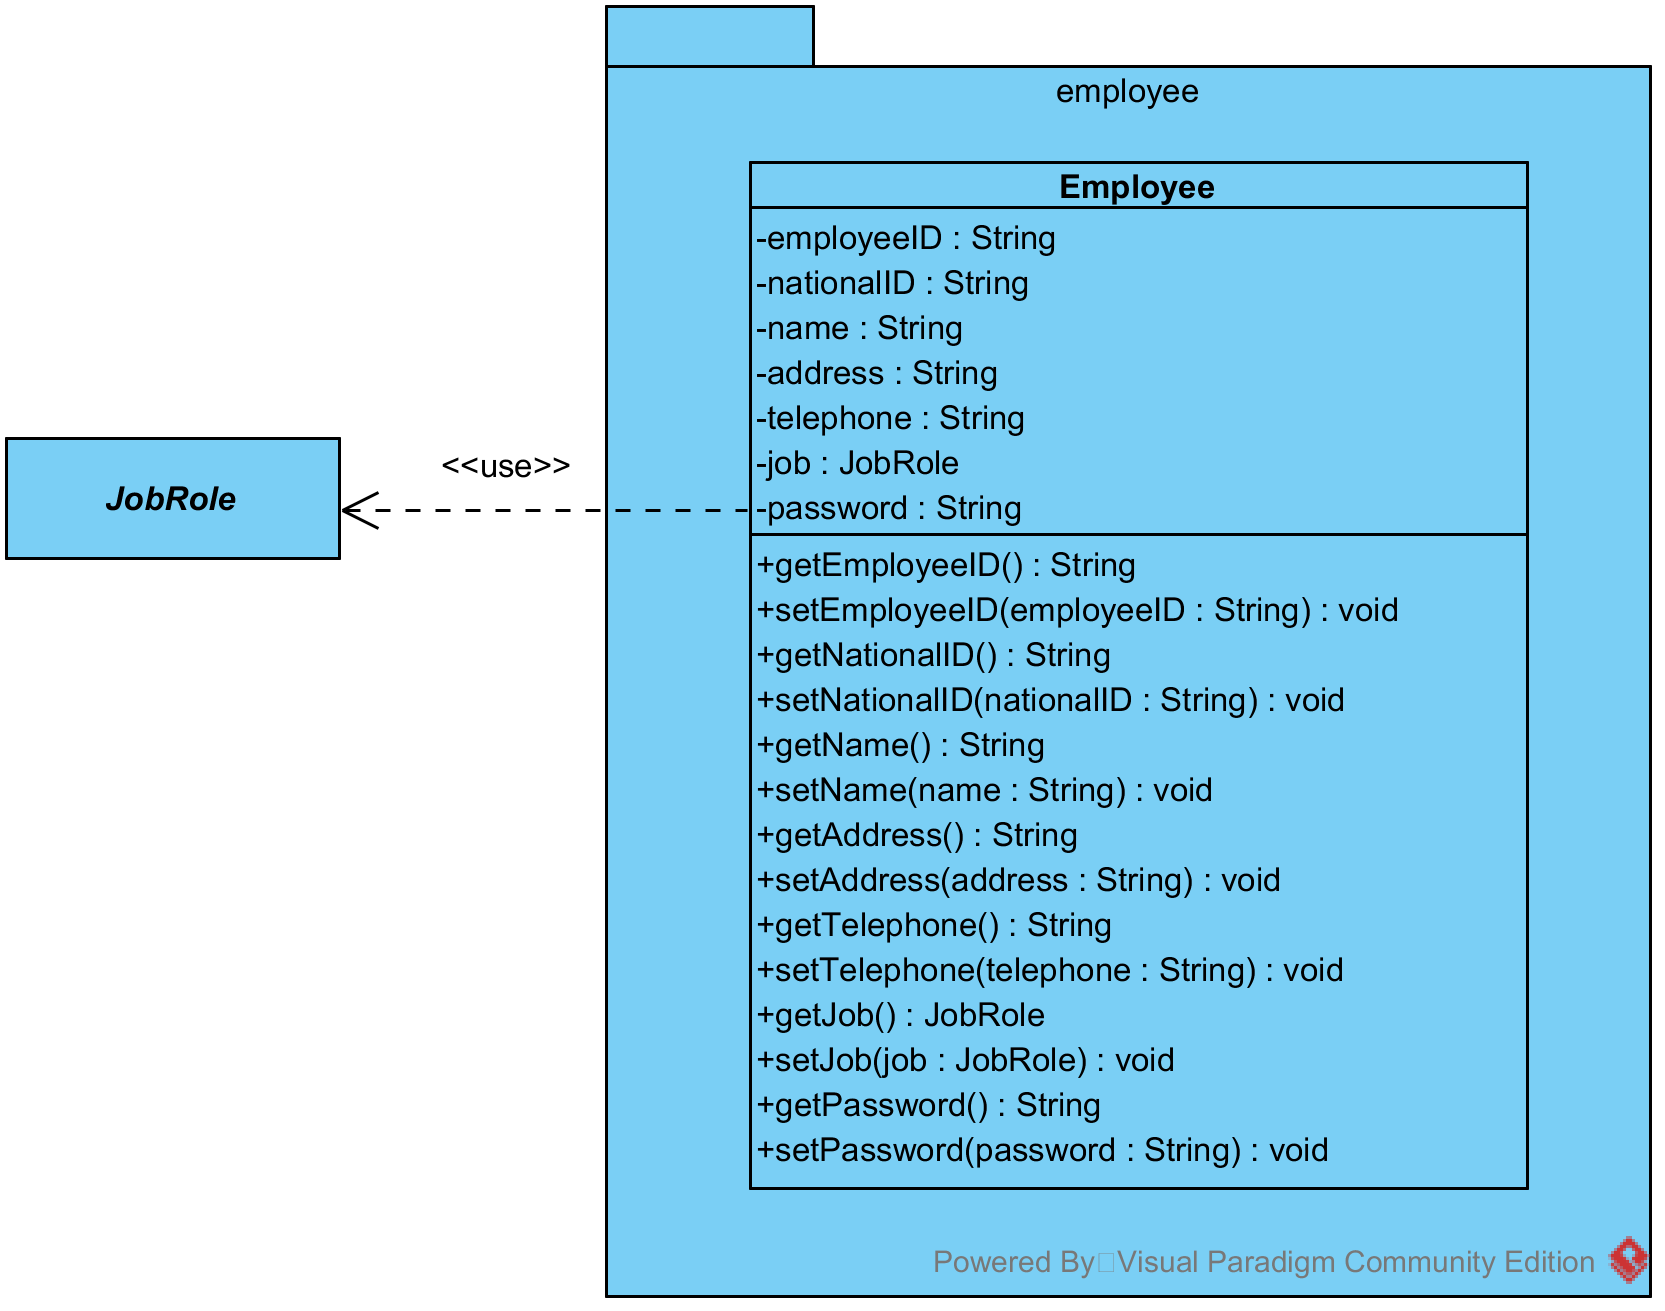 employee
Employee
-employeeID : String
-nationalID : String
-name : String
-address : String
-telephone : String
-job : JobRole
-password : String
<<use>>
JobRole
+getEmployeeID() : String
+setEmployeeID(employeeID : String) : void
+getNationalID() : String
+setNationalID(nationalID : String) : void
+getName() : String
+setName(name : String) : void
+getAddress() : String
+setAddress(address : String) : void
+getTelephone() : String
+setTelephone(telephone : String) : void
+getJob() : JobRole
+setJob(job : JobRole) : void
+getPassword() : String
+setPassword(password : String) : void
Powered By Visual Paradigm Community Edition